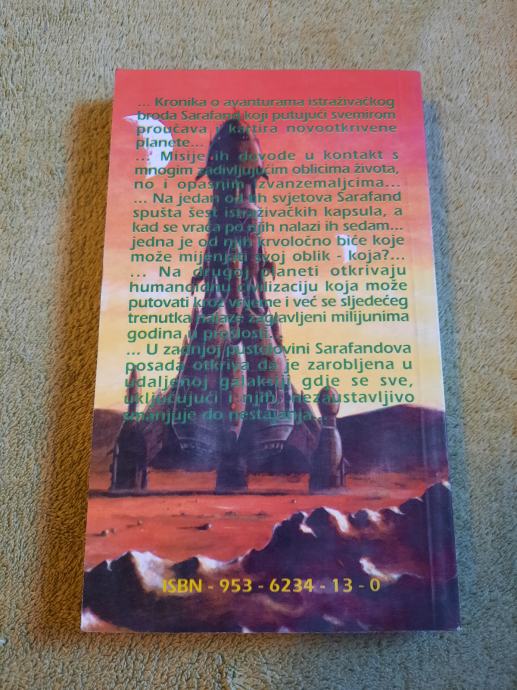 ... Kronika o avanturama istraživačkog
broda Sarafand koji putujući svemirom
proučava i kartira novootkrivene
planete...
... Misije ih dovode u kontakt s
mnogim zadivljujućim oblicima života,
no i opasnim izvanzemaljcima...
... Na jedan od tih svjetova Sarafand
spušta šest istraživačkih kapsula, a
kad se vraća po njih nalazi ih sedam...
jedna je od njih krvoločno biće koje
može mijenjati svoj oblik - koja?...
... Na drugoj planeti otkrivaju
humanoidnu civilizaciju koja može
putovati kroz vrijeme i već se sljedećeg
trenutka nalaze zaglavljeni milijunima
godina u prošlosti...
... U zadnjoj pustolovini Sarafandova
posada otkriva da je zarobljena u
udaljenoj galaksiji gdje se sve,
uključujući i njih, nezaustavljivo
smanjuje do nestajanja...
ISBN - 953 - 6234 - 13 - 0